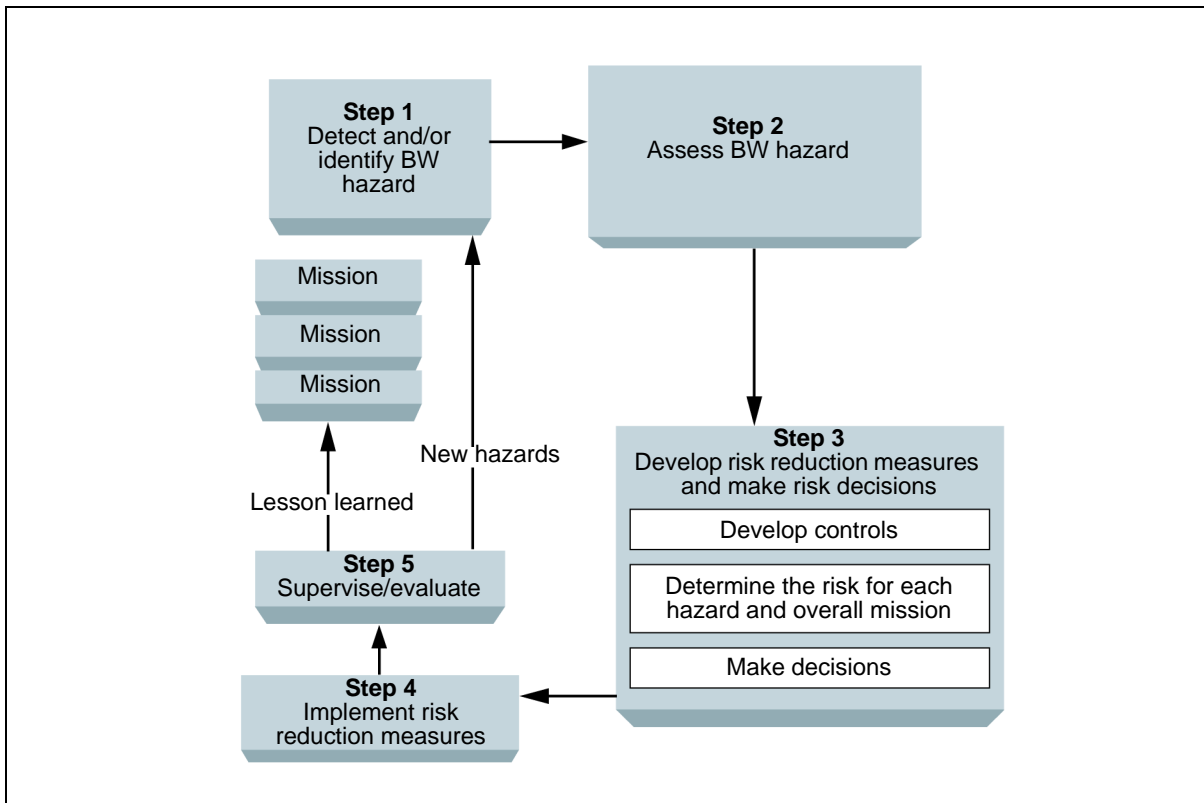 Step 1
Detect and/or
identify BW
hazard
Step 2
Assess BW hazard
Mission
Mission
Mission
New hazards
Lesson learned
Step 3
Develop risk reduction measures
and make risk decisions
Develop controls
Determine the risk for each
hazard and overall mission
Make decisions
Step 5
Supervise/evaluate
Step 4
Implement risk
reduction measures